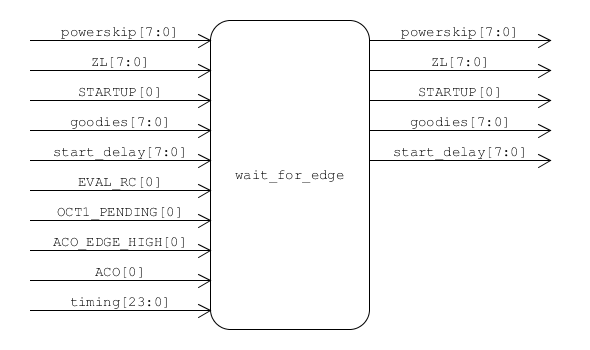 powerskip[7:0] powerskip[7:0]
ZL[7:0] ZL[7:0]
STARTUP[0] STARTUP[0]
goodies[7:0] goodies[7:0]
start_delay[7:0] start_delay[7:0]
wait_for_edge
EVAL_RC[0]
OCT1_PENDING[0]
ACO_EDGE_HIGH[0]
ACO[0]
timing[23:0]